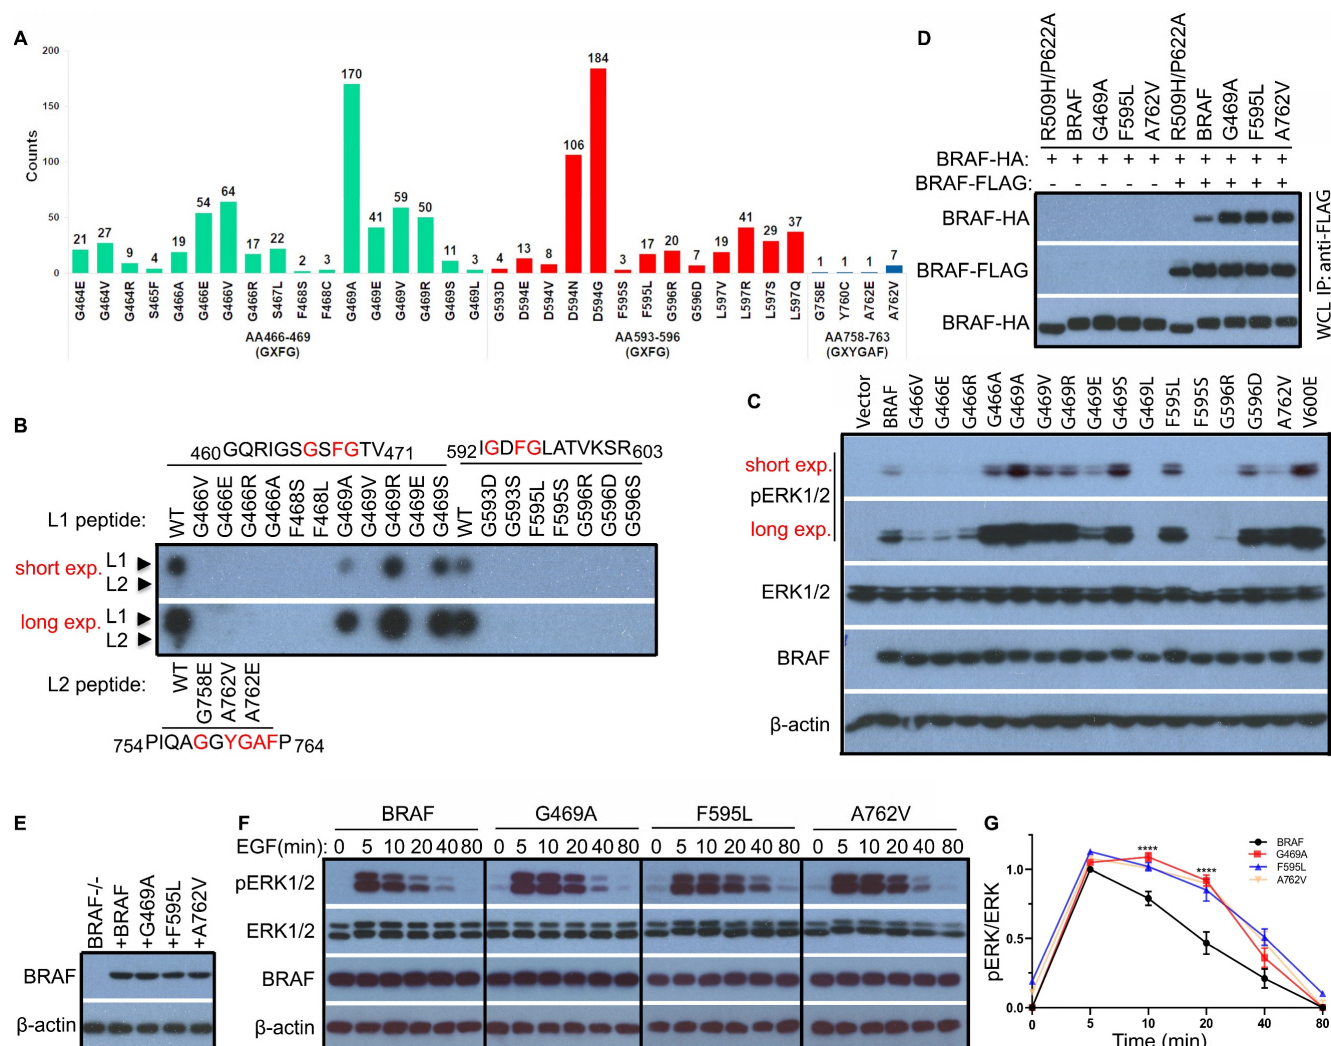 A
200
150
100
50
0
Counts
21 27 9 4 19 54 64 17 22 2 3 170 41 59 50 11 3 4 13 8 106 184 3 17 20 7 19 41 29 37 1 1 1 7
G464E G464V G464R S465F G466A G466E G466V G466R S467L F468S F468C G469A G469E G469V G469R G469S G469L G593D D594E D594V D594N D594G F595S F595L G596R G596D L597V L597R L597S L597Q G758E Y760C A762E A762V
AA466-469 AA593-596 AA758-763
(GXFG) (GXFG) (GXYGAF)
D
R509H/P622A BRAF G469A F595L A762V R509H/P622A BRAF G469A F595L A762V
BRAF-HA: + + + + + + + + + +
BRAF-FLAG: - - - - - + + + + +
BRAF-HA
BRAF-FLAG
BRAF-HA
WCL IP: anti-FLAG
B
460GQRIGSGSFGTV471 592IGDFGLATVKSR603
L1 peptide: WT G466V G466E G466R G466A F468S F468L G469A G469V G469R G469E G469S WT G593D G593S F595L F595S G596R G596D G596S
short exp. L1
L2
long exp. L1
L2
L2 peptide: WT G758E A762V A762E
754PIQAGGYGAFP764
C
Vector BRAF G466V G466E G466R G466A G469A G469V G469R G469E G469S G469L F595L F595S G596R G596D A762V V600E
short exp.
pERK1/2
long exp.
ERK1/2
BRAF
β-actin
E
BRAF-/- +BRAF +G469A +F595L +A762V
BRAF
β-actin
F
BRAF G469A F595L A762V
EGF(min): 0 5 10 20 40 80 0 5 10 20 40 80 0 5 10 20 40 80 0 5 10 20 40 80
pERK1/2
ERK1/2
BRAF
β-actin
G
BRAF
G469A
F595L
A762V
**** ****
1.0
0.5
0.0
pERK/ERK
0 5 10 20 40 80
Time (min)